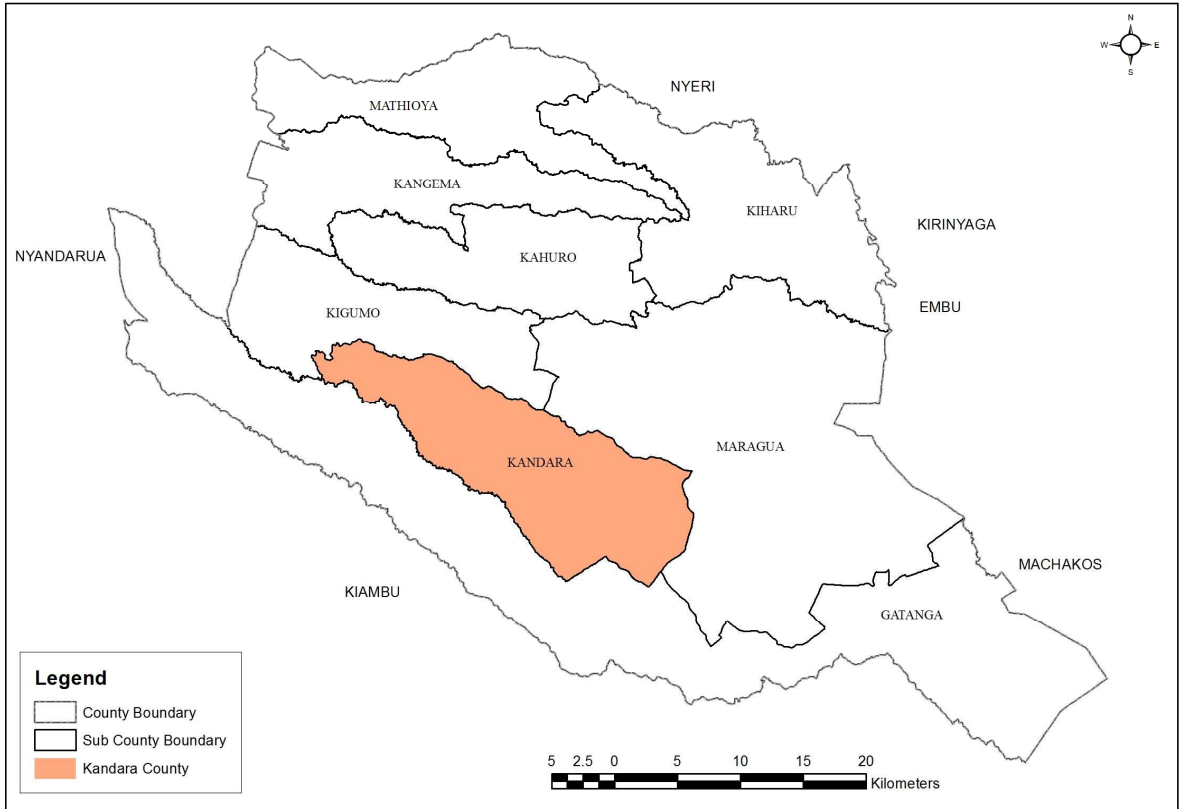 N
W E
S
NYERI
MATHIOYA
KANGEMA
KIHARU
KIRINYAGA
NYANDARUA
KAHURO
EMBU
KIGUMO
MARAGUA
KANDARA
MACHAKOS
KIAMBU
GATANGA
Legend
County Boundary
Sub County Boundary
Kandara County
5 2.5 0 5 10 15 20
Kilometers